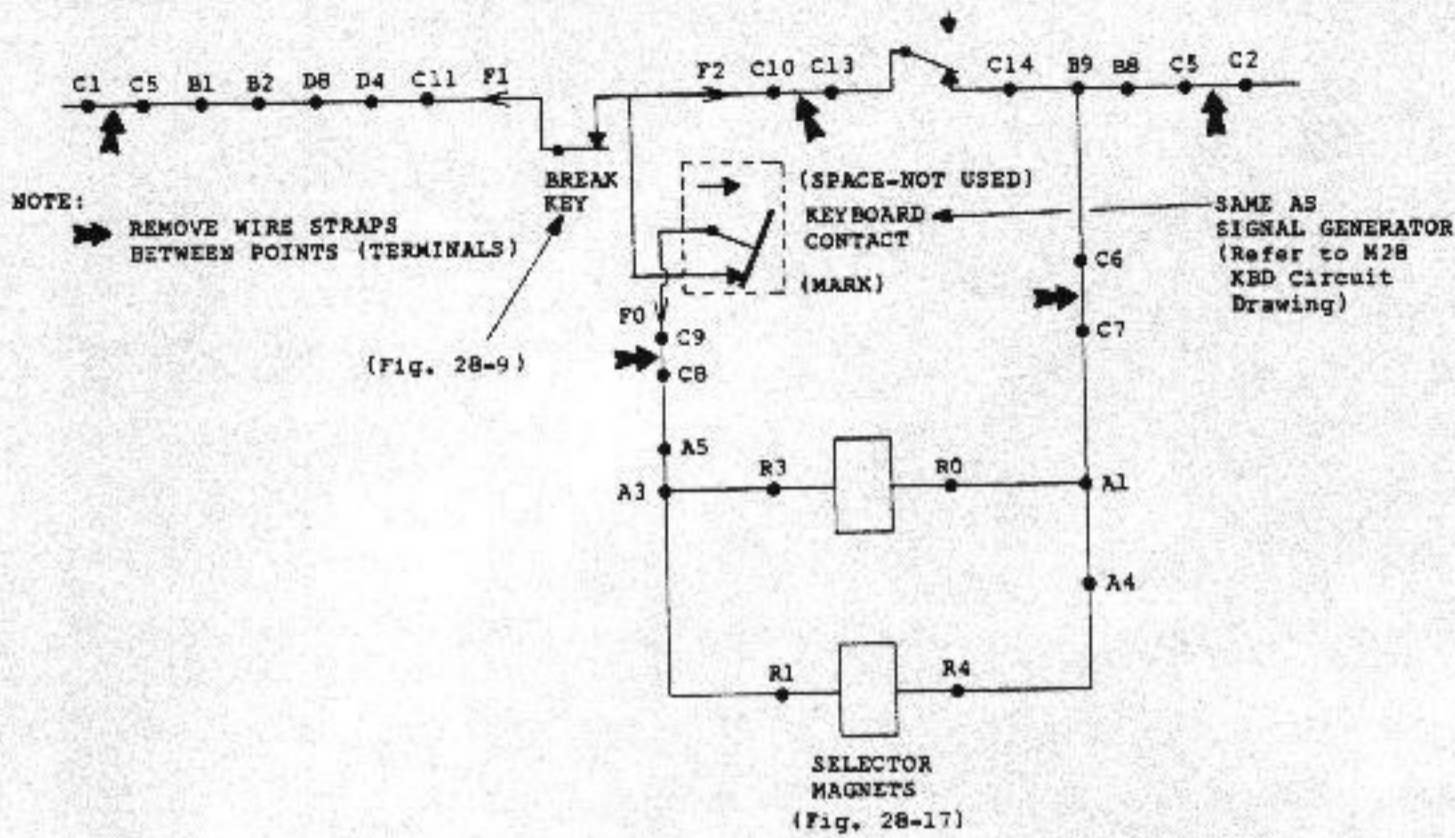 C1 C5 B1 B2 D8 D4 C11 F1 F2 C10 C13 C14 B9 B8 C5 C2
BREAK
KEY
(SPACE-NOT USED)
KEYBOARD
CONTACT
(MARK)
SAME AS
SIGNAL GENERATOR
(Refer to M28
KBD Circuit
Drawing)
NOTE:
REMOVE WIRE STRAPS
BETWEEN POINTS (TERMINALS)
(Fig. 28-9)
F0
C9
C8
C6
C7
A5
A3 R3 R0 A1
A4
R1 R4
SELECTOR
MAGNETS
(Fig. 28-17)